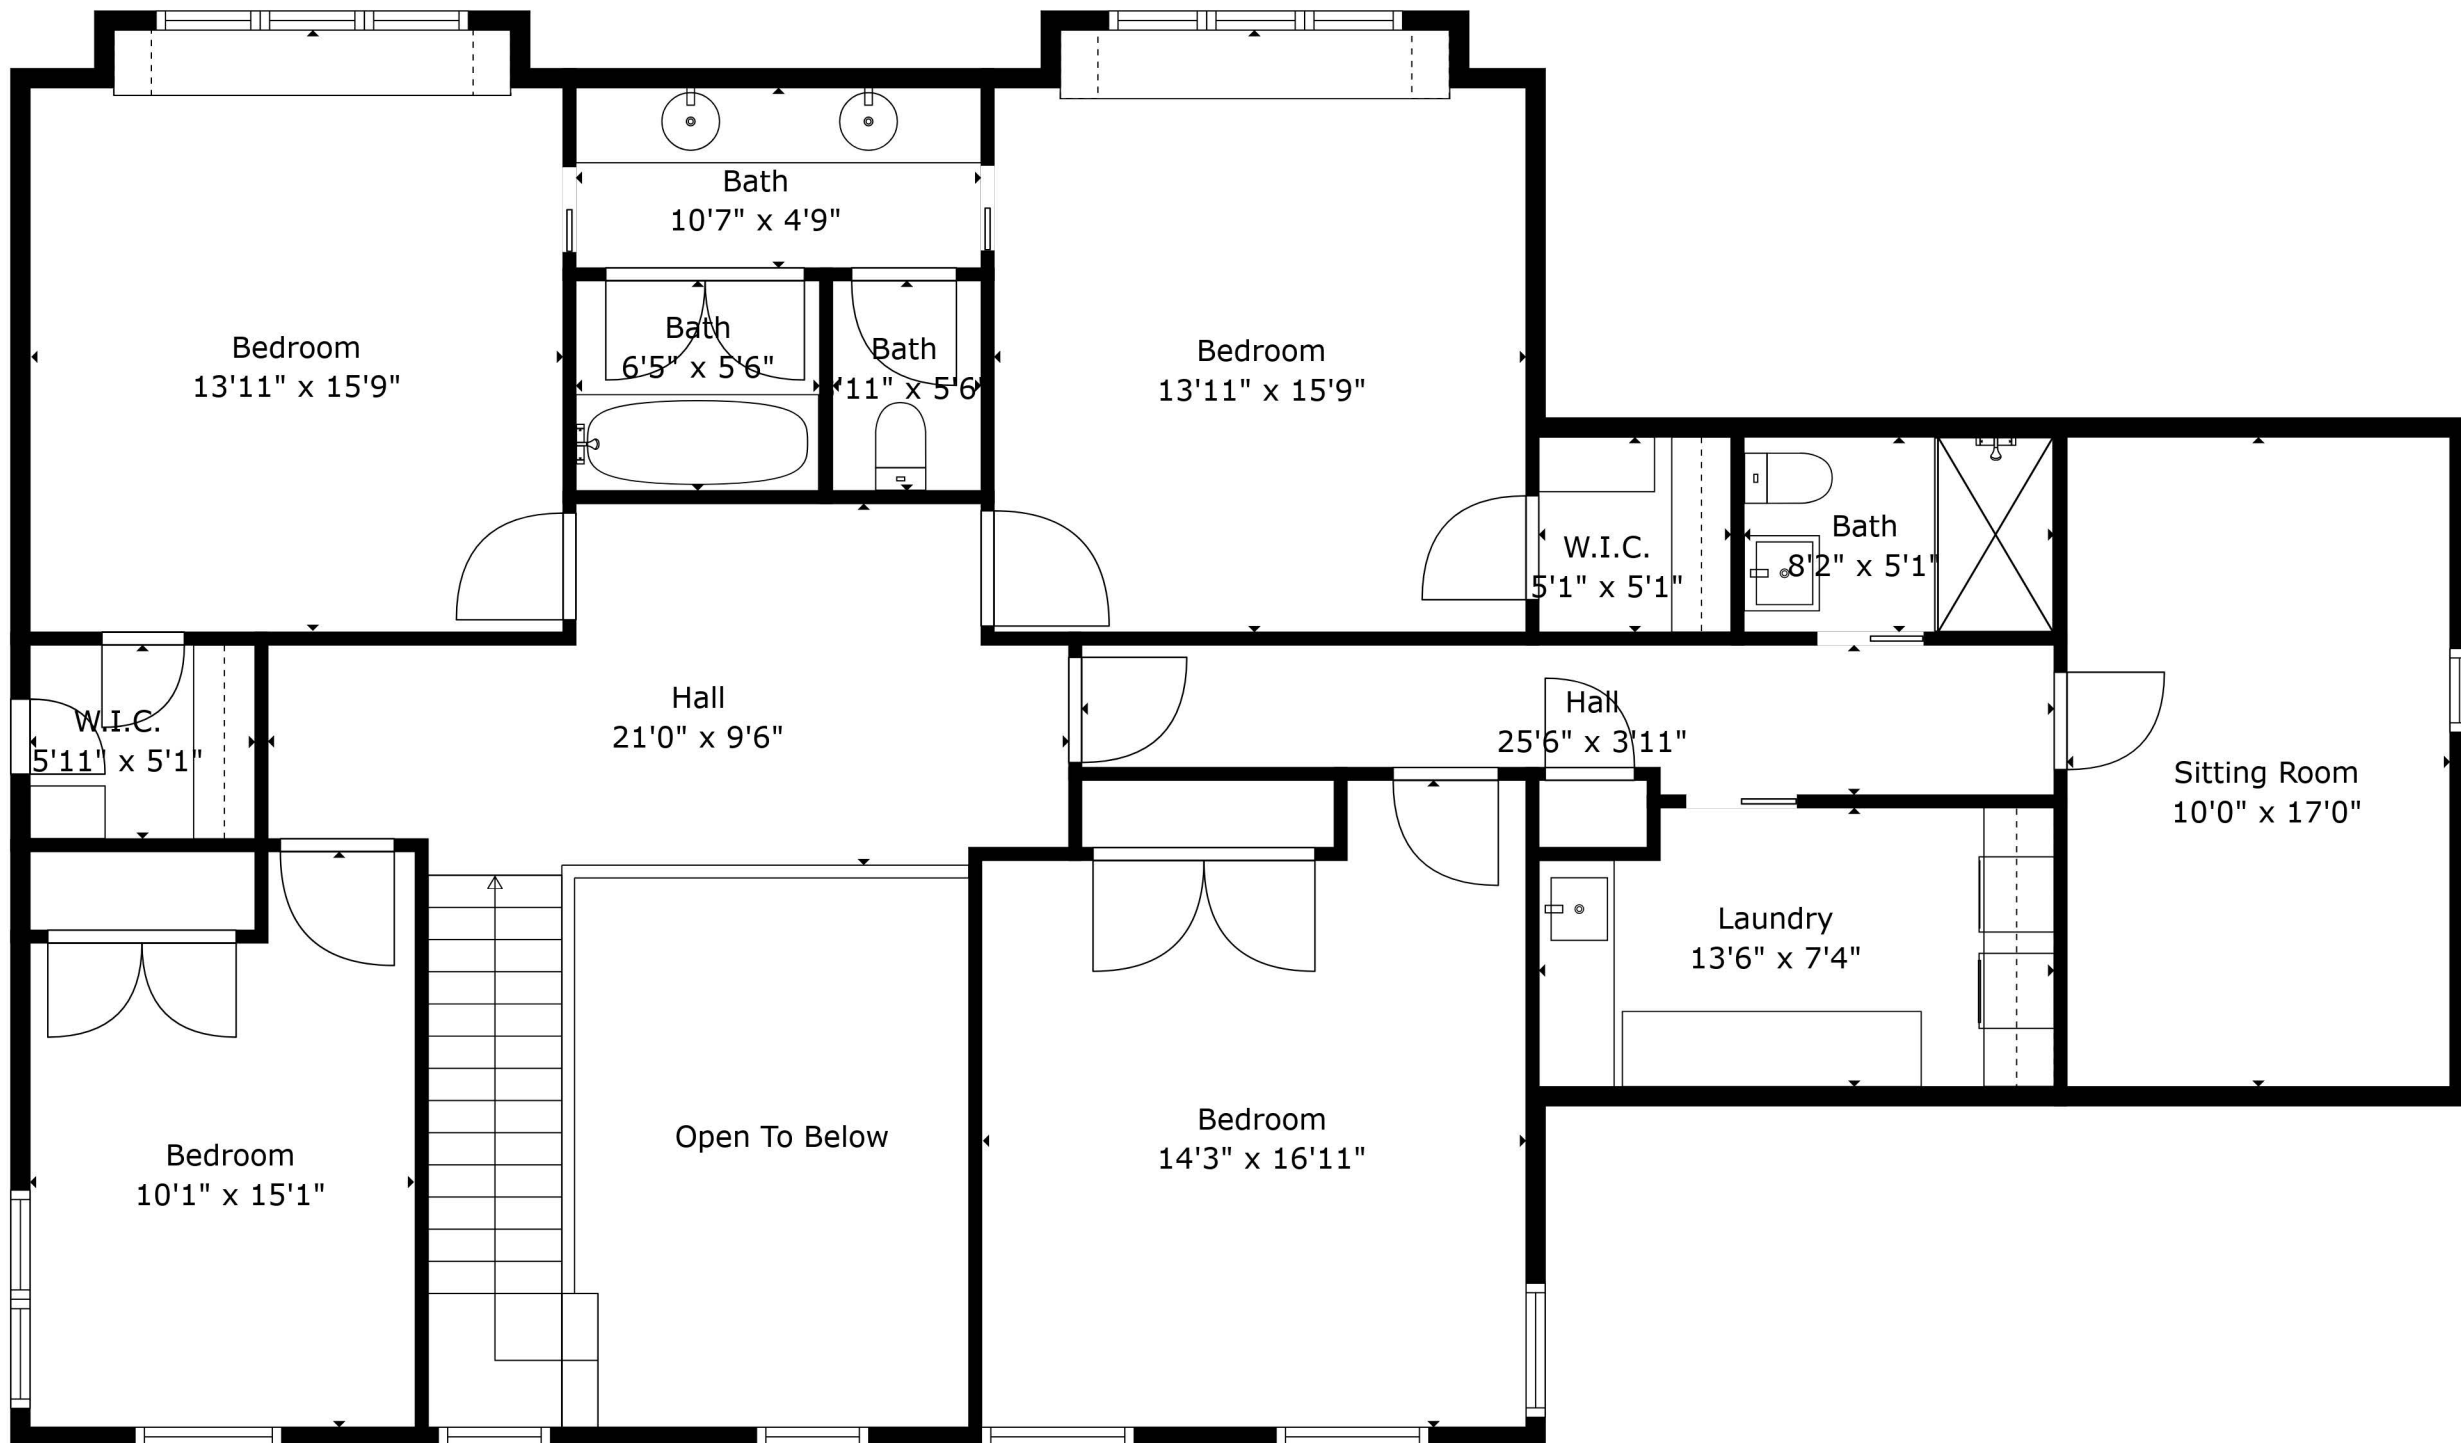 Bath
10'7" x 4'9"
Bedroom
13'11" x 15'9"
Bath
6'5" x 5'6"
Bath
'11" x 5'6
Bedroom
13'11" x 15'9"
W.I.C.
5'1" x 5'1"
Bath
8'2" x 5'1"
W.I.C.
5'11" x 5'1"
Hall
21'0" x 9'6"
Hall
25'6" x 3'11"
Sitting Room
10'0" x 17'0"
Laundry
13'6" x 7'4"
Bedroom
10'1" x 15'1"
Open To Below
Bedroom
14'3" x 16'11"